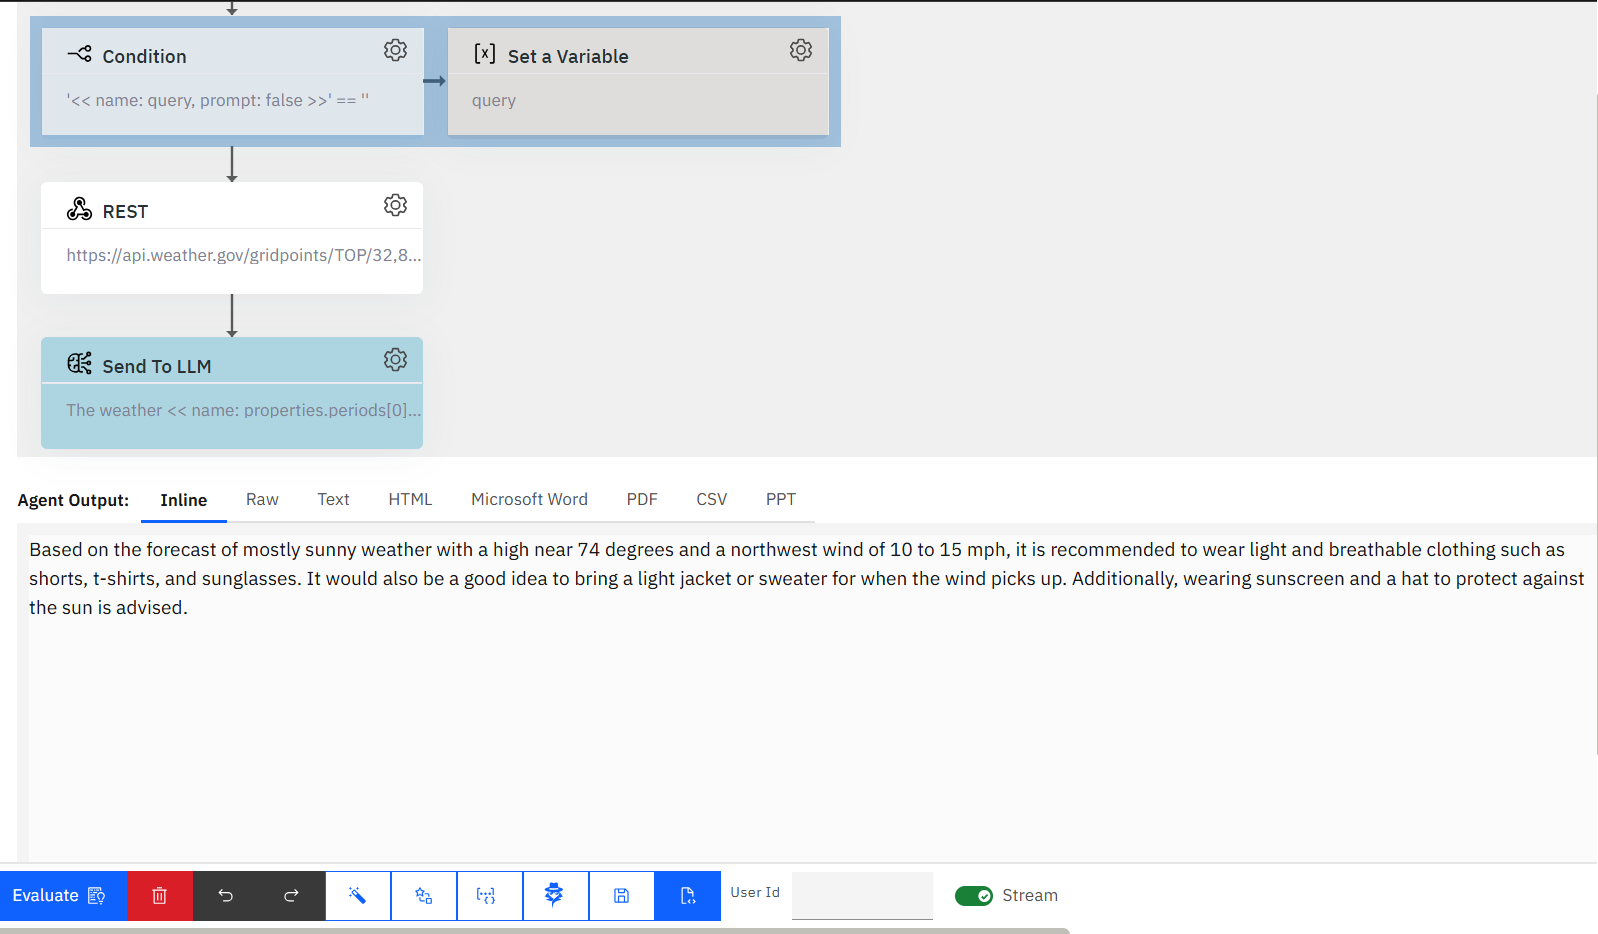 Condition
'<< name: query, prompt: false >>' == ''
[x] Set a Variable
query
REST
https://api.weather.gov/gridpoints/TOP/32,8...
Send To LLM
The weather << name: properties.periods[0]...
Agent Output: Inline Raw Text HTML Microsoft Word PDF CSV PPT
Based on the forecast of mostly sunny weather with a high near 74 degrees and a northwest wind of 10 to 15 mph, it is recommended to wear light and breathable clothing such as
shorts, t-shirts, and sunglasses. It would also be a good idea to bring a light jacket or sweater for when the wind picks up. Additionally, wearing sunscreen and a hat to protect against
the sun is advised.
Evaluate User Id Stream